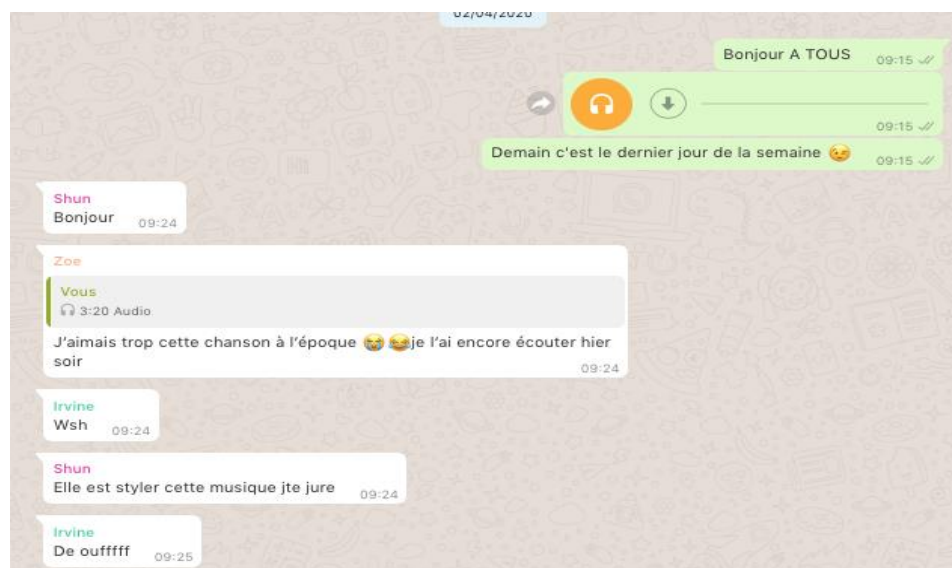 02/04/2020
Bonjour A TOUS 09:15
09:15
Demain c'est le dernier jour de la semaine 😉 09:15
Shun
Bonjour 09:24
Zoe
Vous
3:20 Audio
J'aimais trop cette chanson à l'époque 😭😂je l'ai encore écouter hier
soir 09:24
Irvine
Wsh 09:24
Shun
Elle est styler cette musique jte jure 09:24
Irvine
De oufffff 09:25